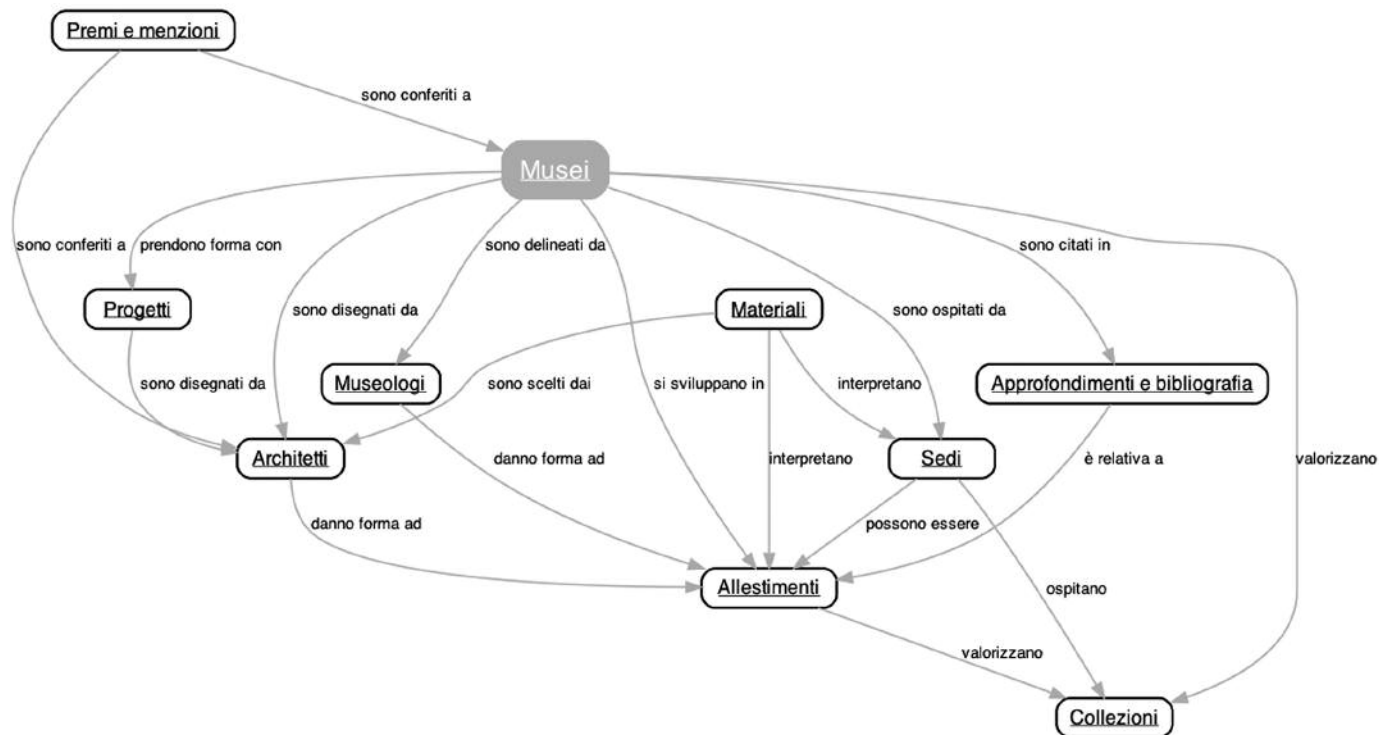 Premi e menzioni
sono conferiti a
Musei
sono conferiti a
prendono forma con
sono delineati da
sono citati in
Progetti
sono disegnati da
Materiali
sono ospitati da
sono disegnati da
Museologi
sono scelti dai
si sviluppano in
interpretano
Approfondimenti e bibliografia
Architetti
danno forma ad
interpretano
Sedi
è relativa a
valorizzano
danno forma ad
possono essere
Allestimenti
ospitano
valorizzano
Collezioni